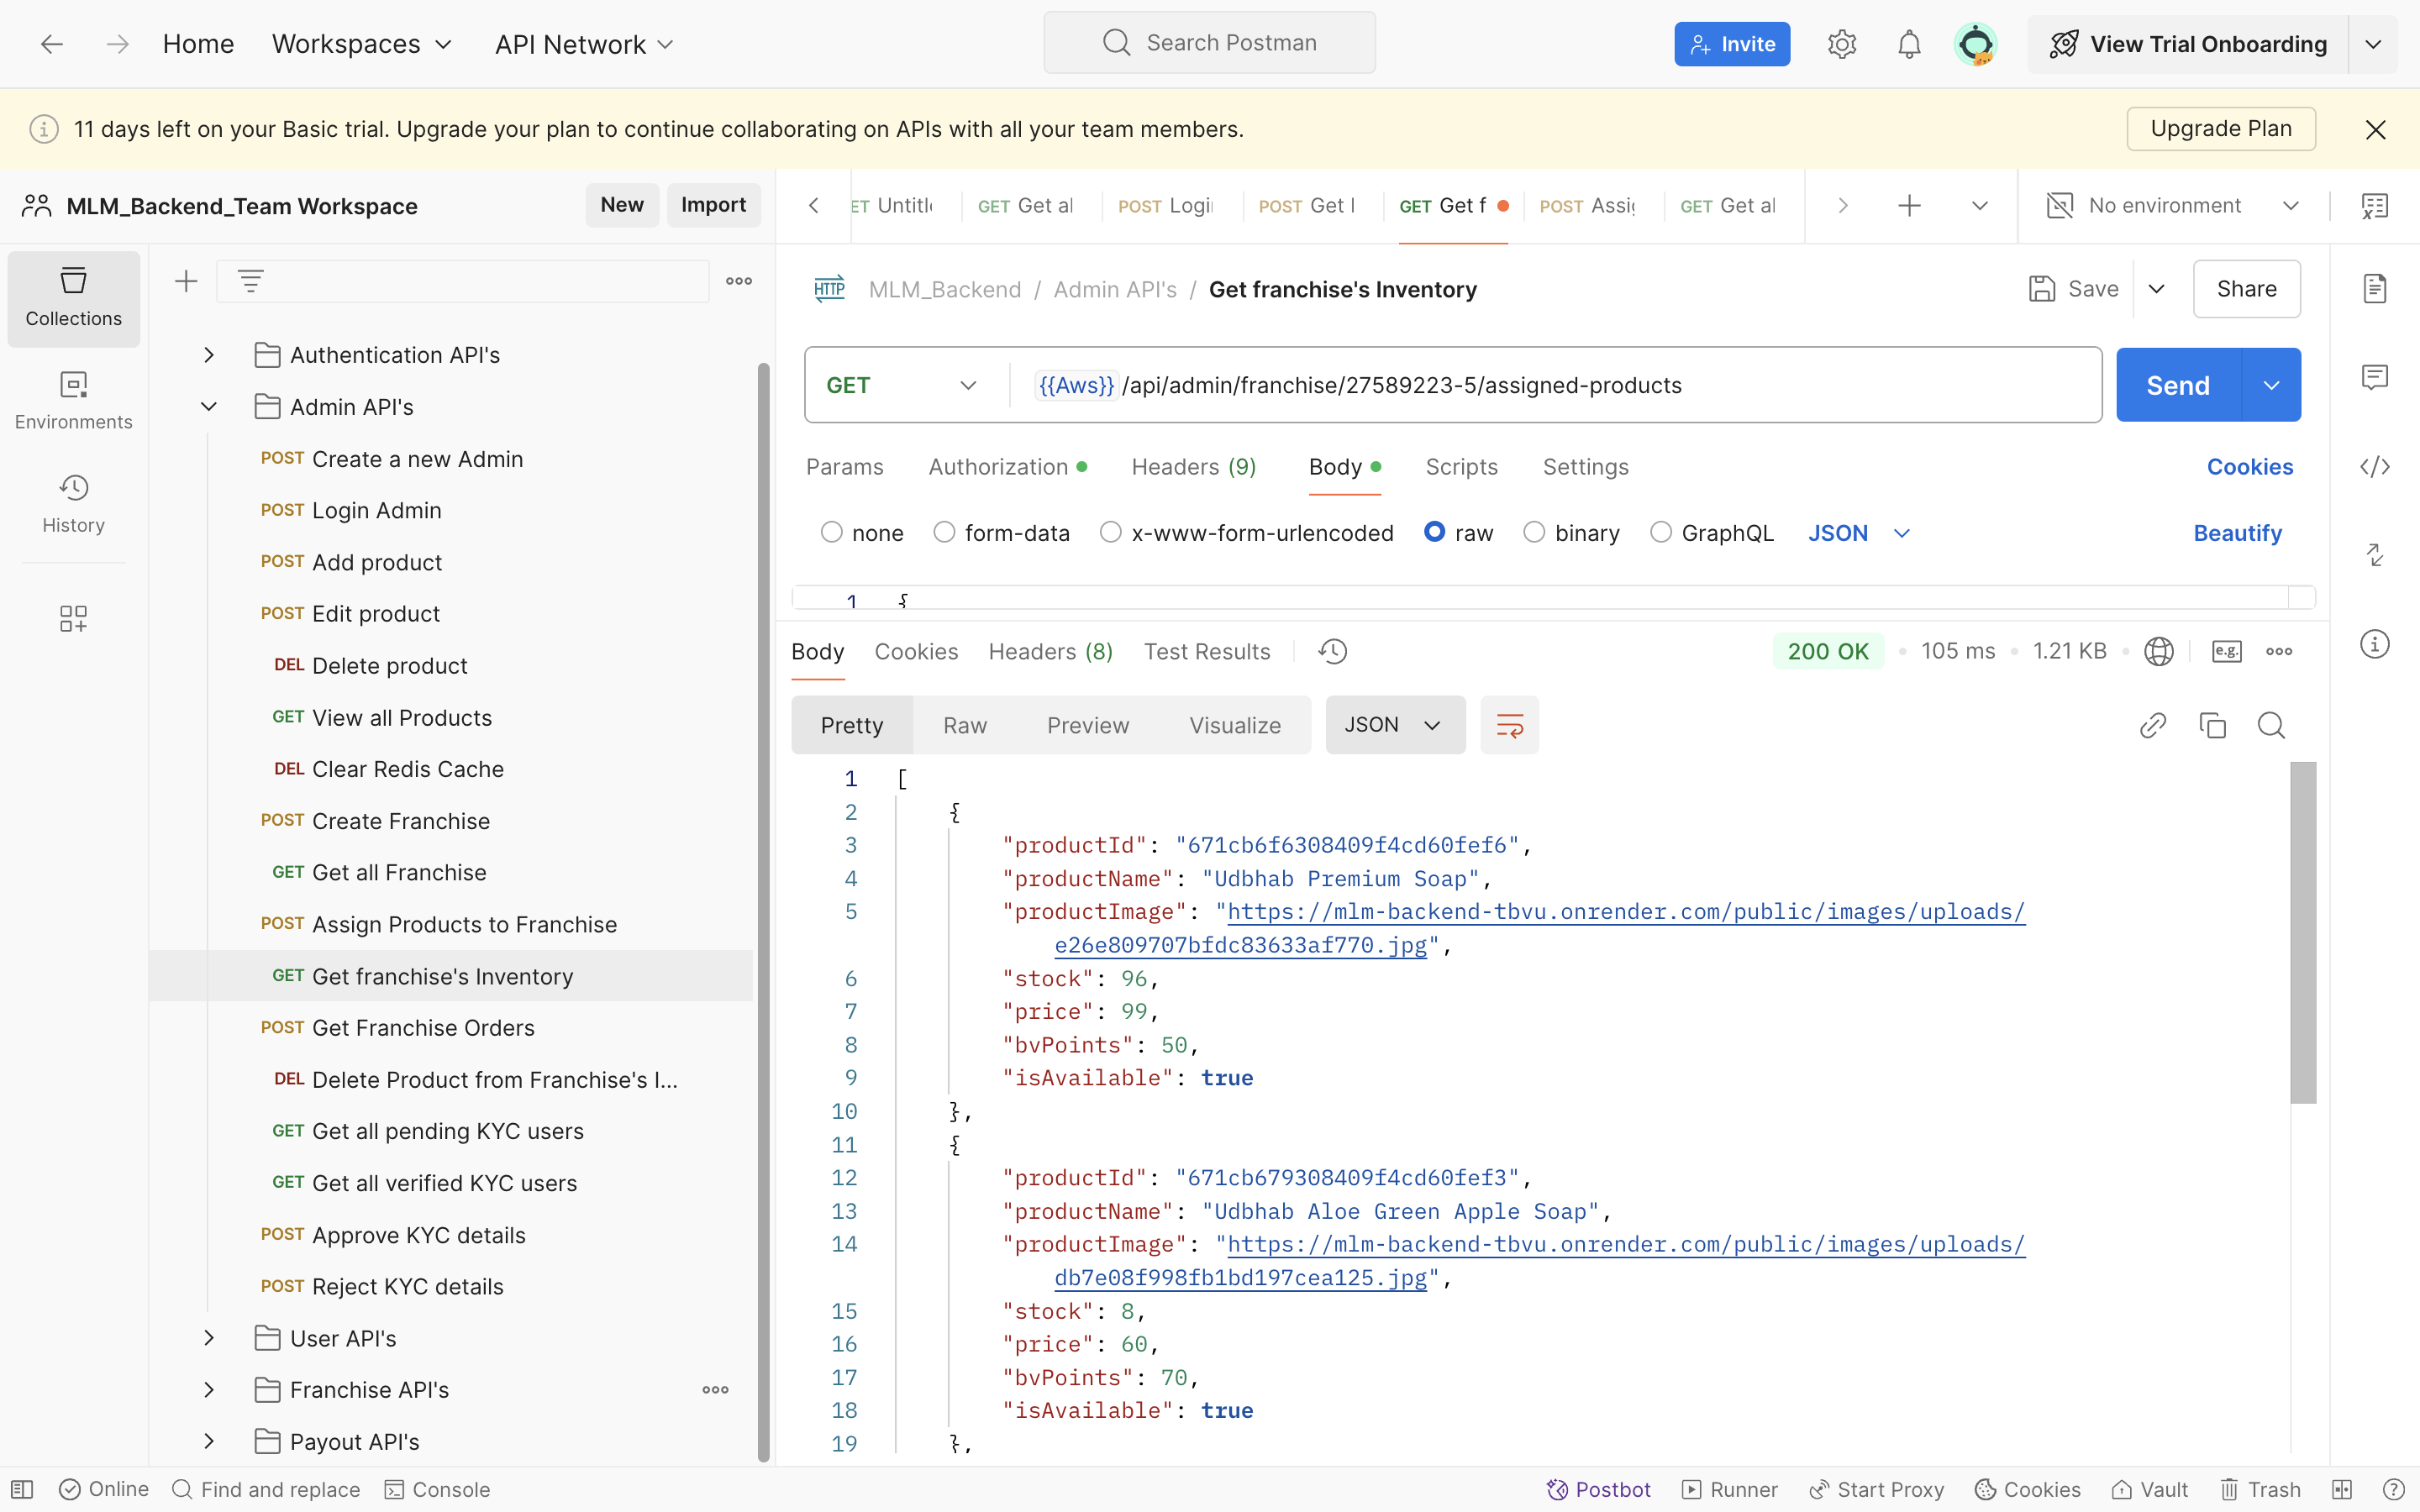 Home Workspaces API Network Search Postman Invite View Trial Onboarding
11 days left on your Basic trial. Upgrade your plan to continue collaborating on APIs with all your team members. Upgrade Plan
MLM_Backend_Team Workspace New Import
ET Untitl GET Get al POST Logi POST Get I GET Get f POST Assi GET Get al No environment
Collections
Environments
History
Authentication API's
Admin API's
POST Create a new Admin
POST Login Admin
POST Add product
POST Edit product
DEL Delete product
GET View all Products
DEL Clear Redis Cache
POST Create Franchise
GET Get all Franchise
POST Assign Products to Franchise
GET Get franchise's Inventory
POST Get Franchise Orders
DEL Delete Product from Franchise's I...
GET Get all pending KYC users
GET Get all verified KYC users
POST Approve KYC details
POST Reject KYC details
User API's
Franchise API's
Payout API's
HTTP MLM_Backend / Admin API's / Get franchise's Inventory Save Share
GET {{Aws}}/api/admin/franchise/27589223-5/assigned-products Send
Params Authorization Headers (9) Body Scripts Settings Cookies
none form-data x-www-form-urlencoded raw binary GraphQL JSON Beautify
1 {
Body Cookies Headers (8) Test Results 200 OK 105 ms 1.21 KB e.g.
Pretty Raw Preview Visualize JSON
1 [
2 {
3 "productId": "671cb6f6308409f4cd60fef6",
4 "productName": "Udbhab Premium Soap",
5 "productImage": "https://mlm-backend-tbvu.onrender.com/public/images/uploads/
e26e809707bfdc83633af770.jpg",
6 "stock": 96,
7 "price": 99,
8 "bvPoints": 50,
9 "isAvailable": true
10 },
11 {
12 "productId": "671cb679308409f4cd60fef3",
13 "productName": "Udbhab Aloe Green Apple Soap",
14 "productImage": "https://mlm-backend-tbvu.onrender.com/public/images/uploads/
db7e08f998fb1bd197cea125.jpg",
15 "stock": 8,
16 "price": 60,
17 "bvPoints": 70,
18 "isAvailable": true
19 },
Online Find and replace Console Postbot Runner Start Proxy Cookies Vault Trash